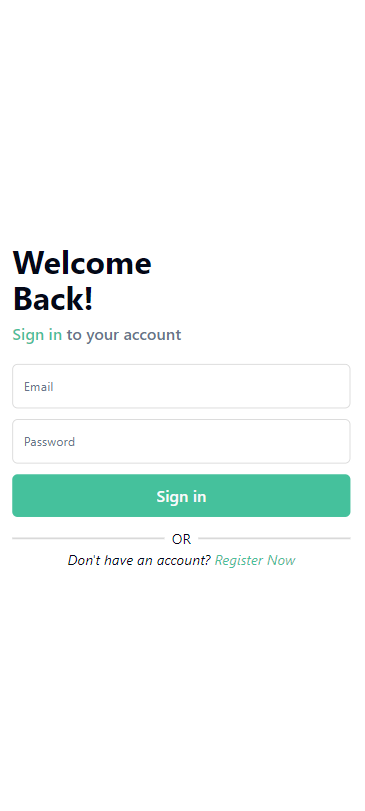 Welcome
Back!
Sign in to your account
Email
Password
Sign in
OR
Don't have an account? Register Now